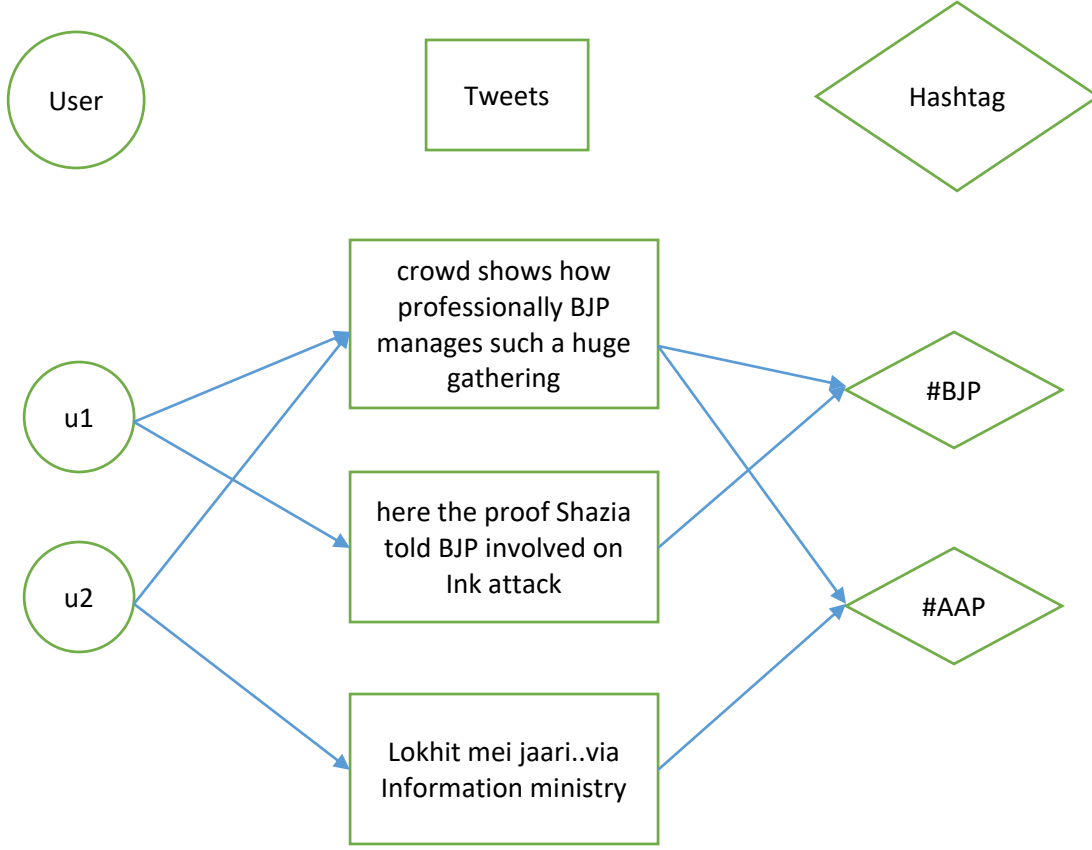 User
Tweets
Hashtag
crowd shows how
professionally BJP
manages such a huge
gathering
u1
#BJP
here the proof Shazia
told BJP involved on
Ink attack
u2
#AAP
Lokhit mei jaari..via
Information ministry